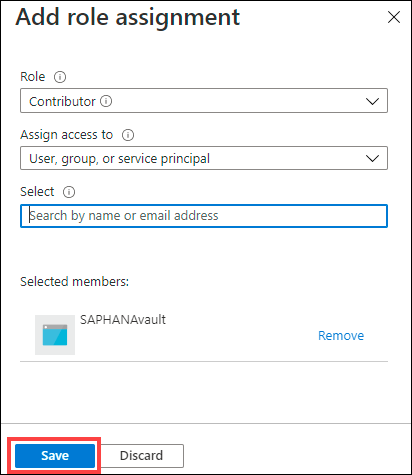 Add role assignment
Role
Contributor
Assign access to
User, group, or service principal
Select
Search by name or email address
Selected members:
SAPHANAvault
Remove
Save Discard